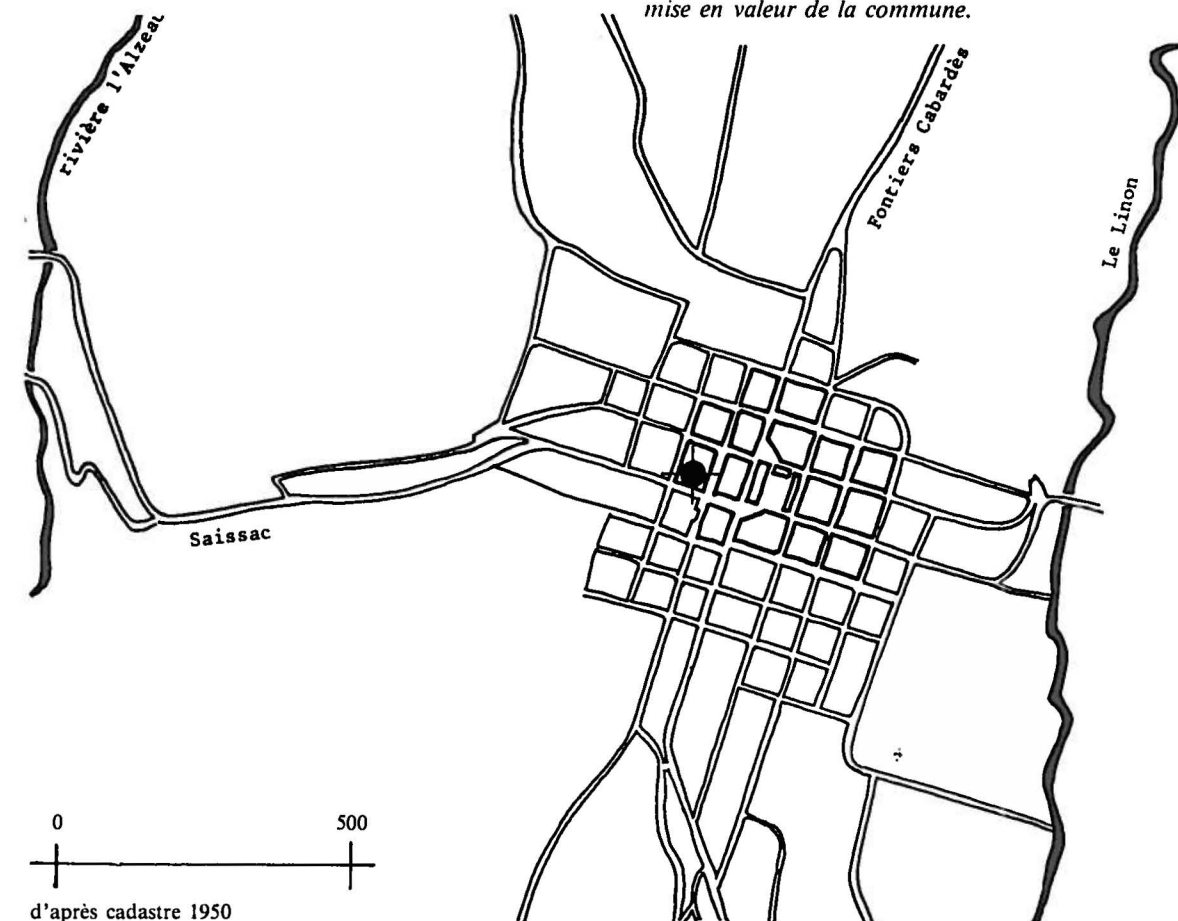 mise en valeur de la commune.
rivière l'Alzeau
Fontiers Cabardès
Le Linon
Saissac
0 500
d'après cadastre 1950